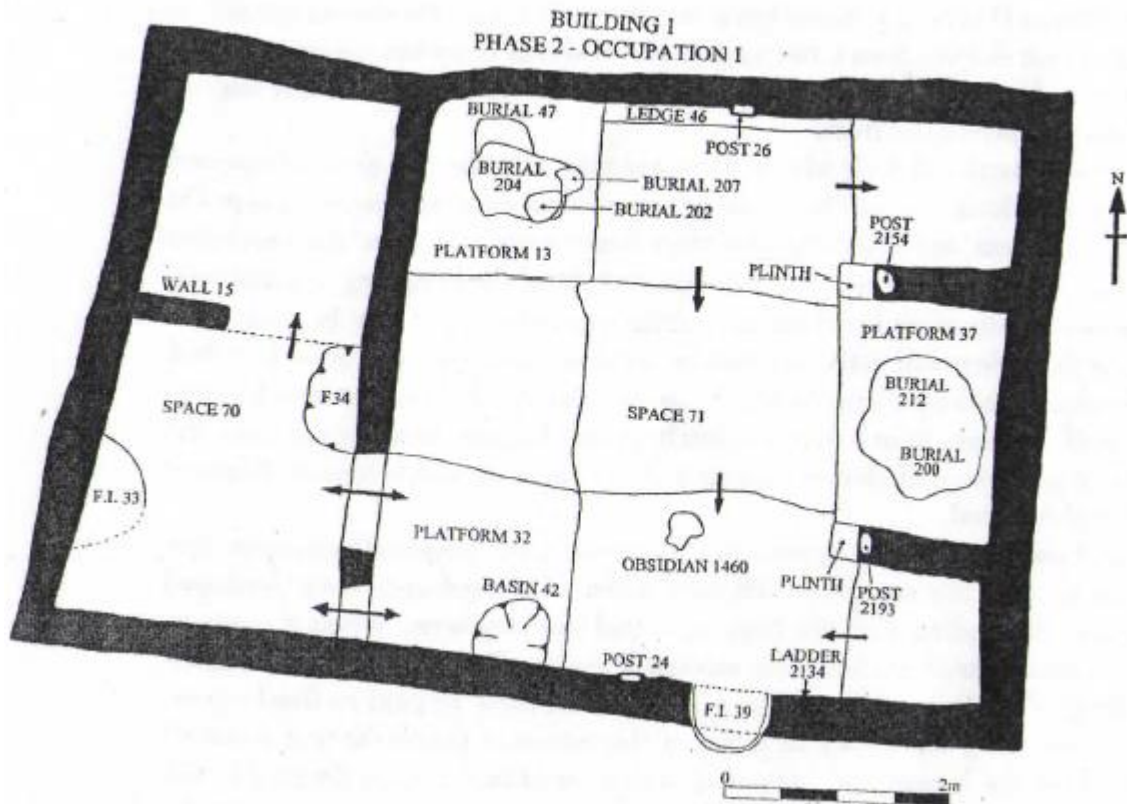 BUILDING 1
PHASE 2 - OCCUPATION I
BURIAL 47
LEDGE 46
POST 26
BURIAL
204
BURIAL 207
BURIAL 202
N
POST
2154
PLATFORM 13
PLINTH
WALL 15
PLATFORM 37
F34
BURIAL
212
SPACE 70
SPACE 71
BURIAL
200
F.I. 33
PLATFORM 32
OBSIDIAN 1460
PLINTH
POST
2193
BASIN 42
LADDER
2134
POST 24
F.I. 39
0
2m